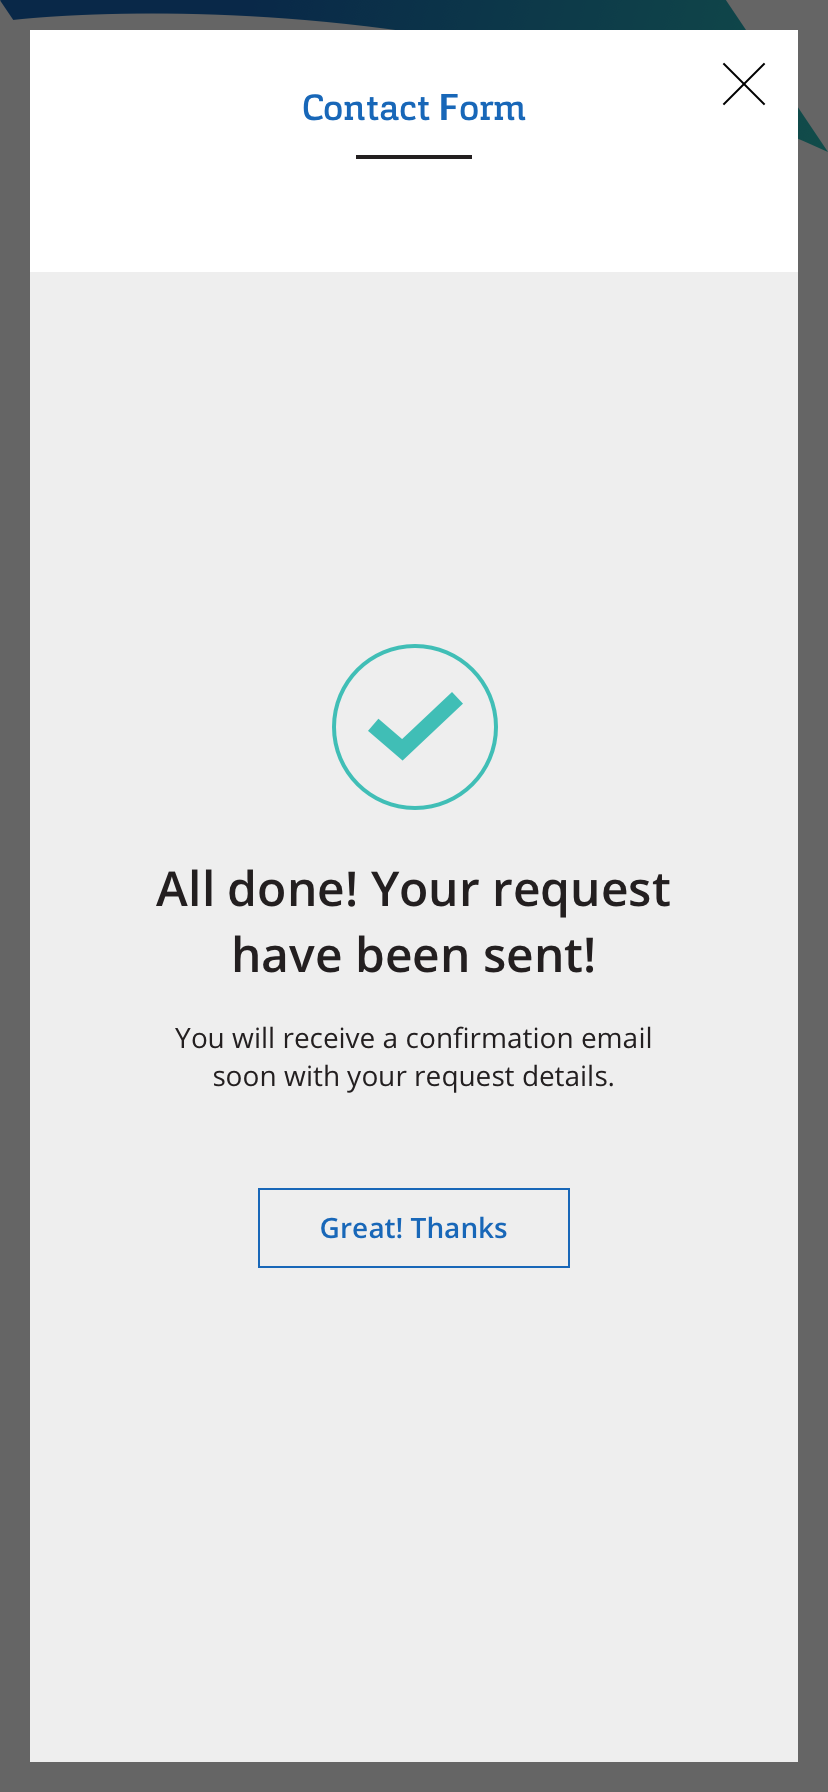 Contact Form
All done! Your request
have been sent!
You will receive a confirmation email
soon with your request details.
Great! Thanks